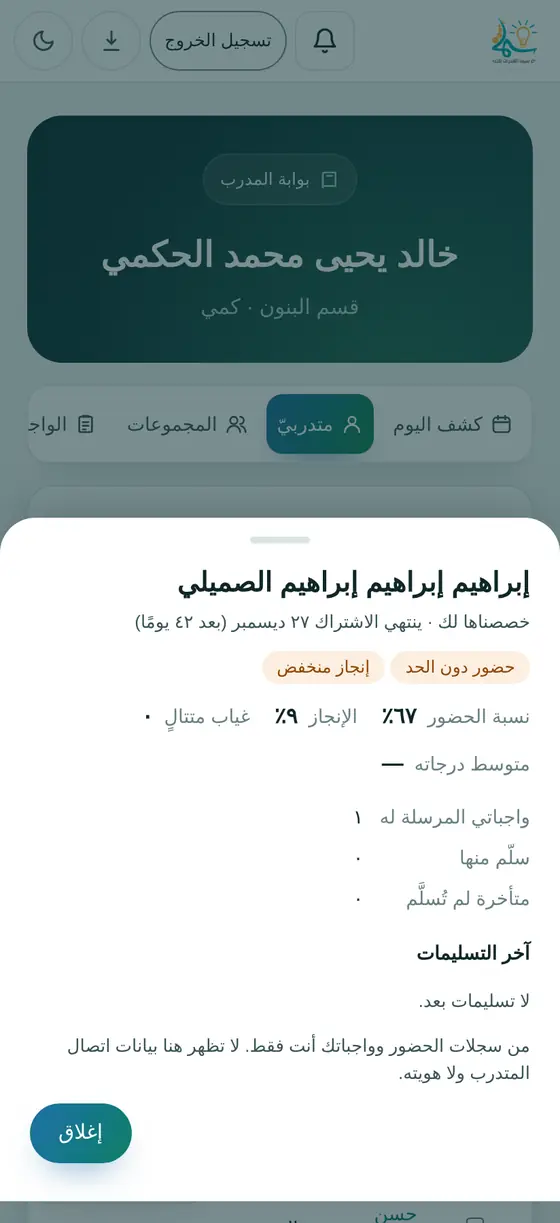 تسجيل الخروج
بوابة المدرب
خالد يحيى محمد الحكمي
قسم البنون · كمي
كشف اليوم
متدربيّ
المجموعات
إبراهيم إبراهيم إبراهيم الصميلي
خصصناها لك · ينتهي الاشتراك ٢٧ ديسمبر (بعد ٤٢ يومًا)
حضور دون الحد
إنجاز منخفض
نسبة الحضور ٦٧٪ الإنجاز ٩٪ غياب متتالٍ ٠
متوسط درجاته —
واجباتي المرسلة له ١
سلّم منها ٠
متأخرة لم تُسلَّم ٠
آخر التسليمات
لا تسليمات بعد.
من سجلات الحضور وواجباتك أنت فقط. لا تظهر هنا بيانات اتصال
المتدرب ولا هويته.
إغلاق